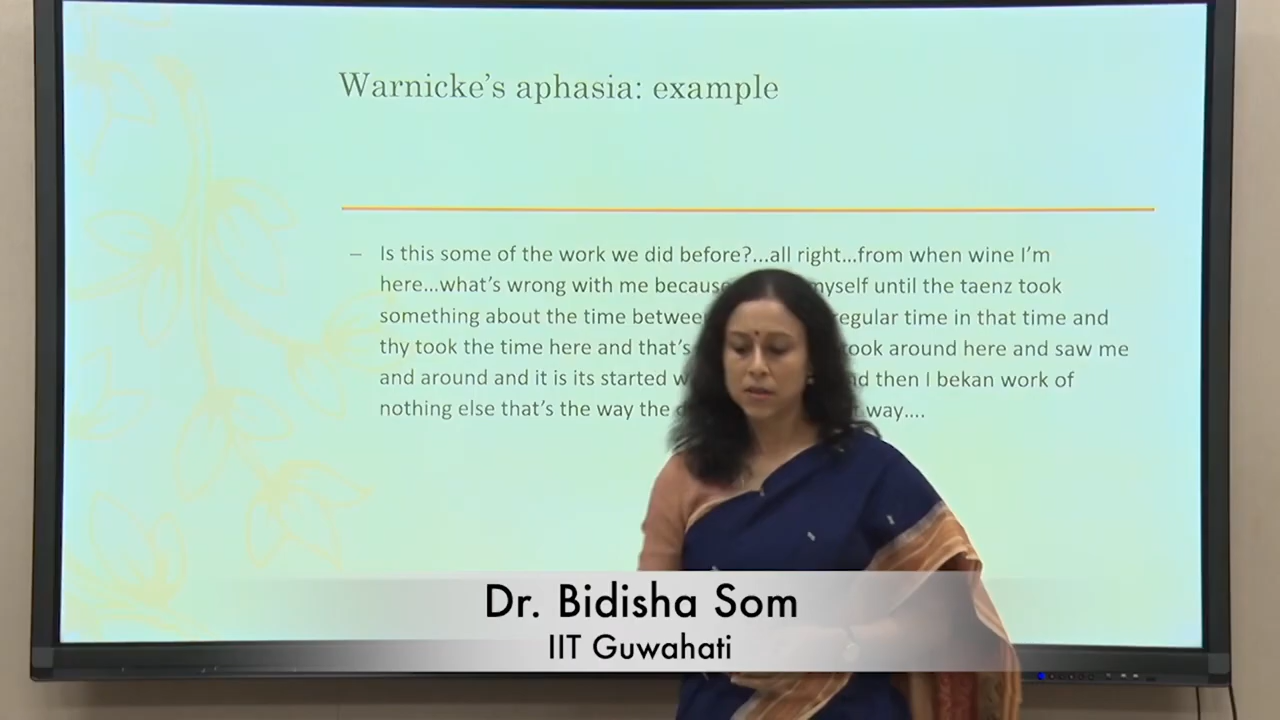 Warnicke's aphasia: example
– Is this some of the work we did before?...all right...from when wine I'm
here...what's wrong with me because myself until the taenz took
something about the time between regular time in that time and
thy took the time here and that's took around here and saw me
and around and it is its started and then I bekan work of
nothing else that's the way the way....
Dr. Bidisha Som
IIT Guwahati